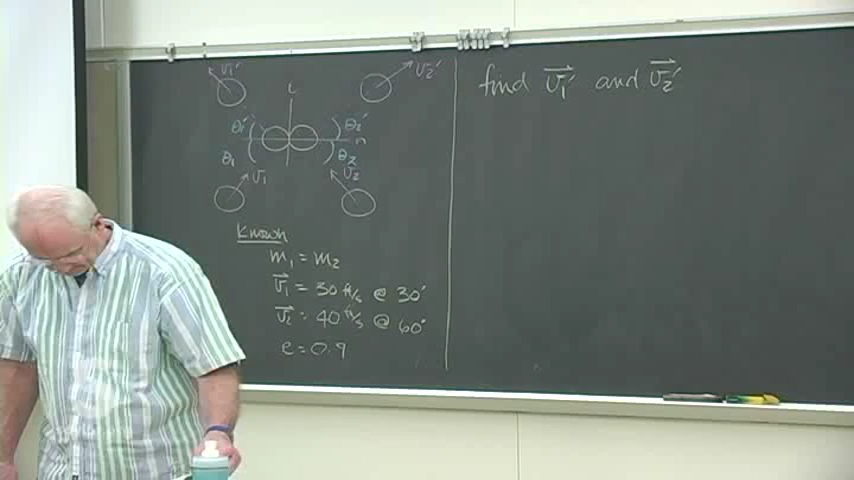 v₁' v₂'
t
θ₁' θ₂'
n
θ₁ θ₂
v₁ v₂
Known
m₁ = m₂
v₁ = 30 ft/s @ 30°
v₂ = 40 ft/s @ 60°
e = 0.9
find v₁' and v₂'